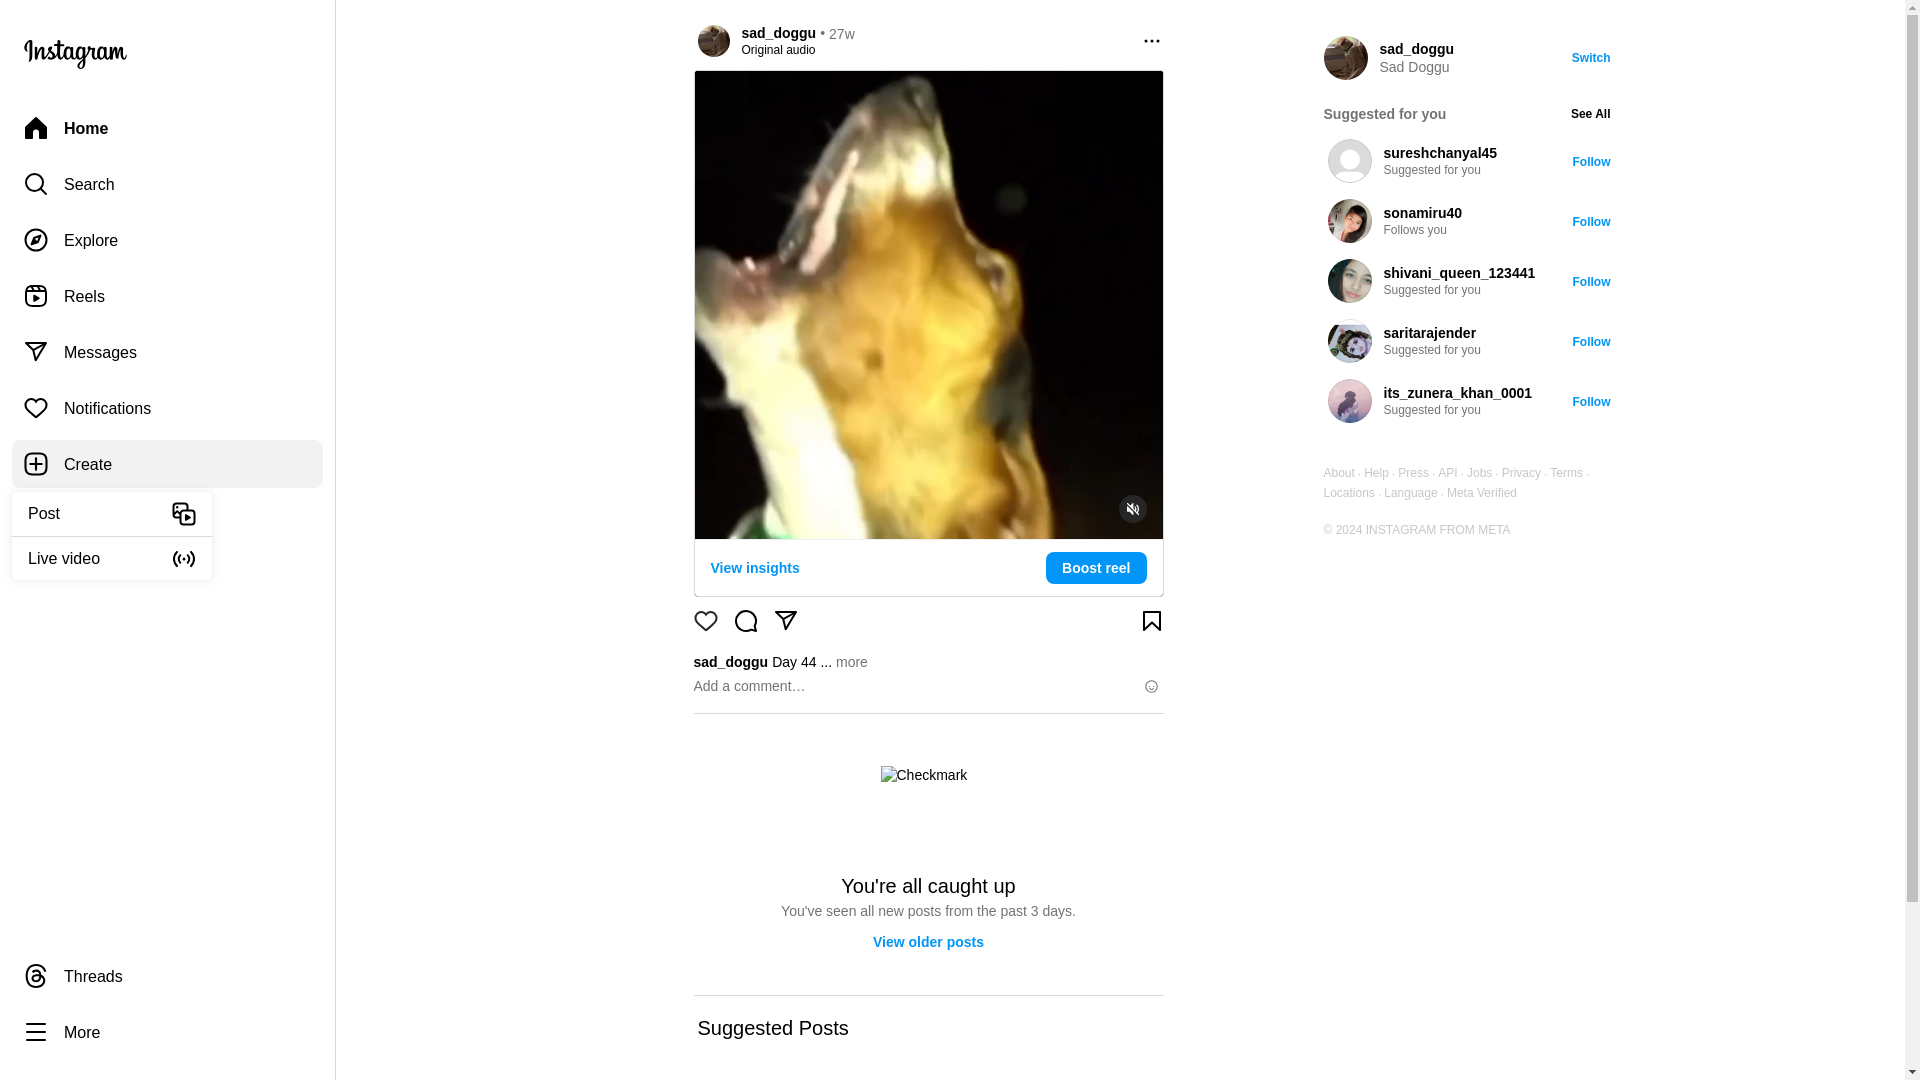 Instagram
Home
Search
Explore
Reels
Messages
Notifications
Create
Post
Live video
Threads
More
sad_doggu • 27w
Original audio
View insights
Boost reel
sad_doggu Day 44 ... more
Add a comment…
Checkmark
You're all caught up
You've seen all new posts from the past 3 days.
View older posts
Suggested Posts
sad_doggu
Sad Doggu
Switch
Suggested for you
See All
sureshchanyal45
Suggested for you
Follow
sonamiru40
Follows you
Follow
shivani_queen_123441
Suggested for you
Follow
saritarajender
Suggested for you
Follow
its_zunera_khan_0001
Suggested for you
Follow
About · Help · Press · API · Jobs · Privacy · Terms ·
Locations · Language · Meta Verified
© 2024 INSTAGRAM FROM META